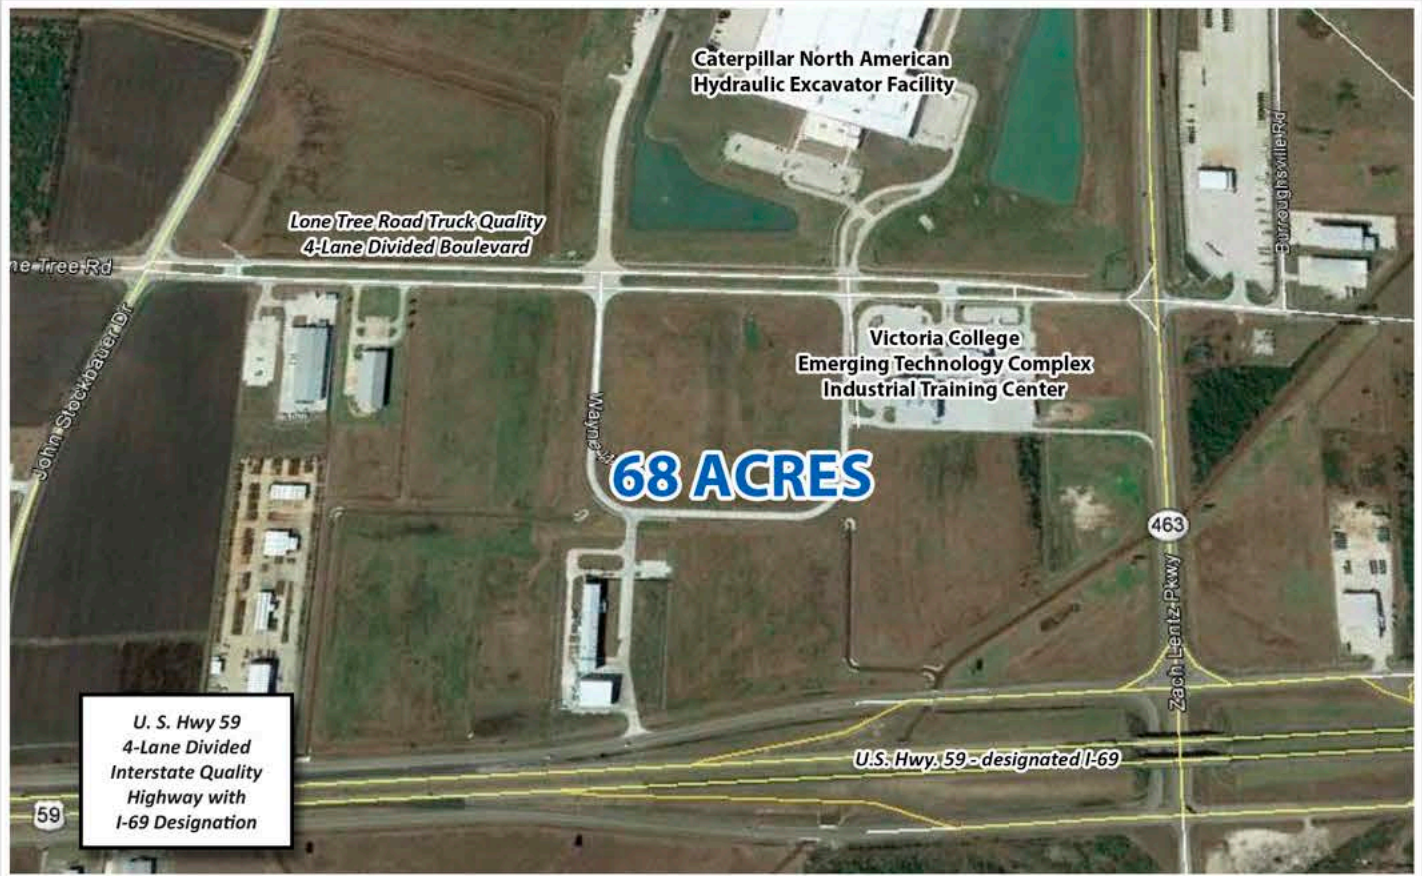 Caterpillar North American
Hydraulic Excavator Facility
Burroughsville Rd
Lone Tree Road Truck Quality
4-Lane Divided Boulevard
ne Tree Rd
John Stockbauer Dr
Victoria College
Emerging Technology Complex
Industrial Training Center
Wayne
68 ACRES
463
Zach Lentz Pkwy
U. S. Hwy 59
4-Lane Divided
Interstate Quality
Highway with
I-69 Designation
U.S. Hwy. 59 - designated I-69
59